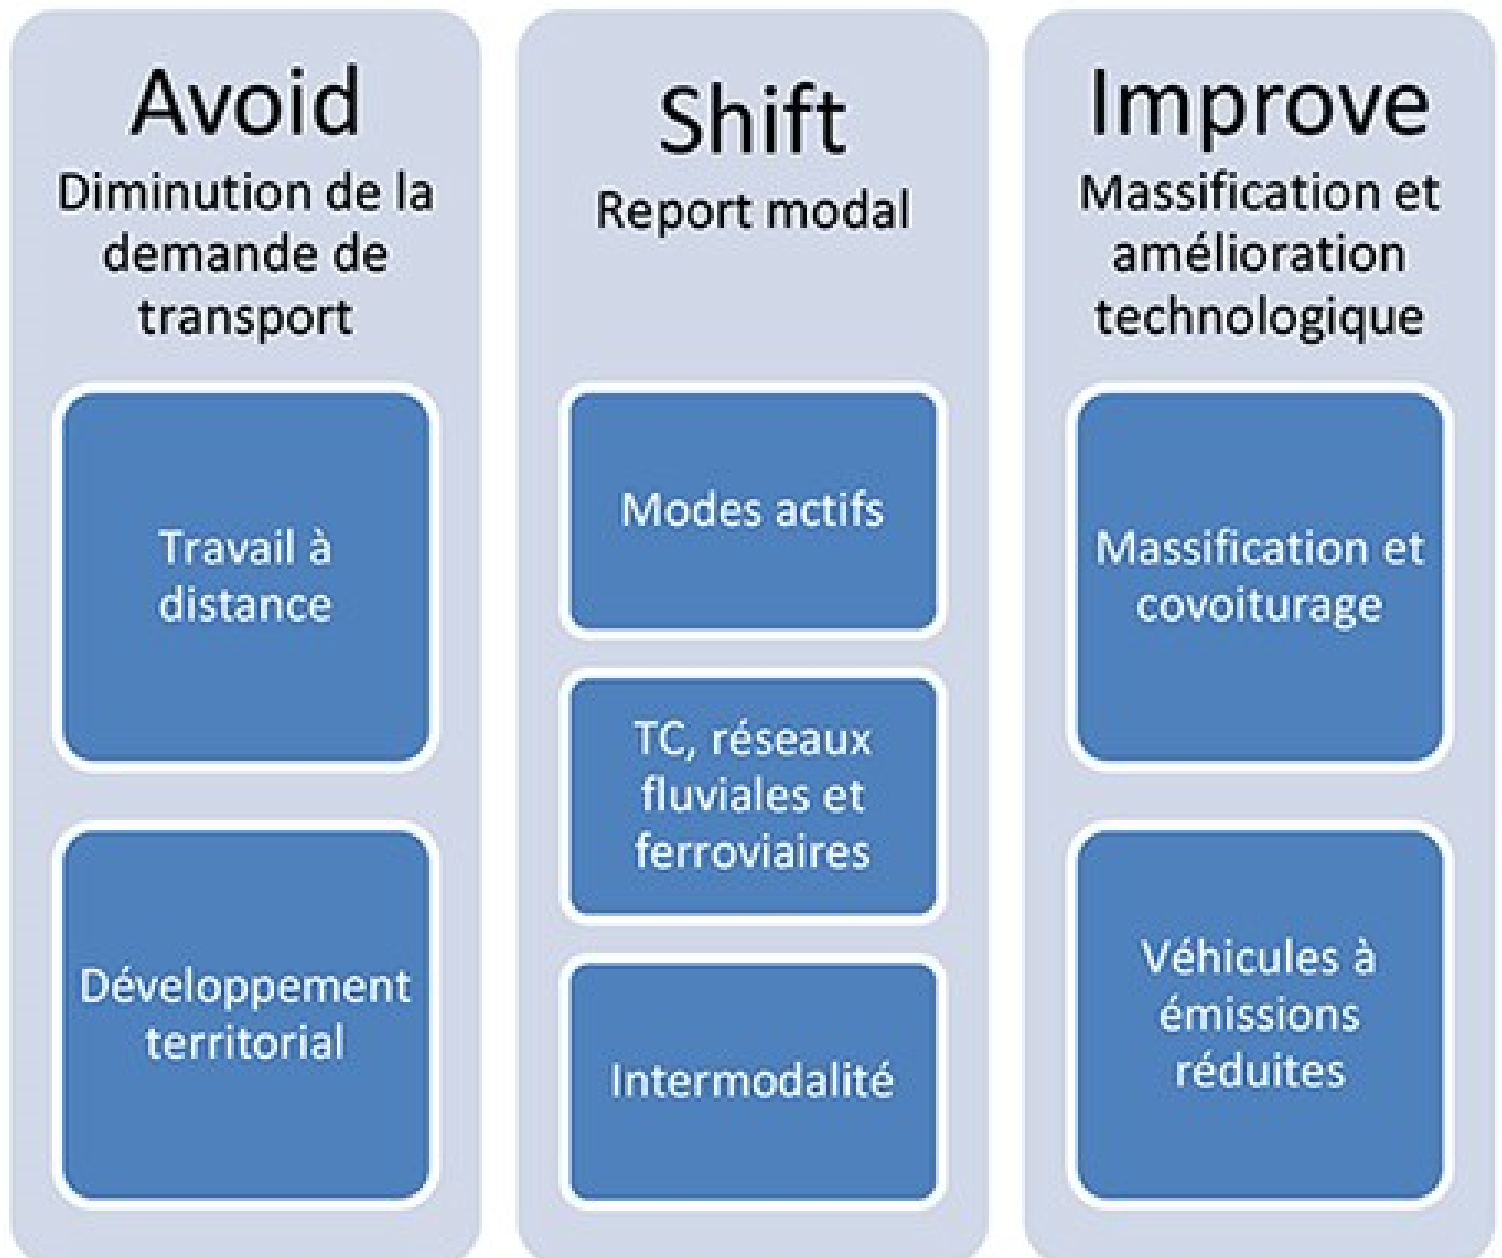 Avoid
Diminution de la
demande de
transport
Travail à
distance
Développement
territorial
Shift
Report modal
Modes actifs
TC, réseaux
fluviales et
ferroviaires
Intermodalité
Improve
Massification et
amélioration
technologique
Massification et
covoiturage
Véhicules à
émissions
réduites